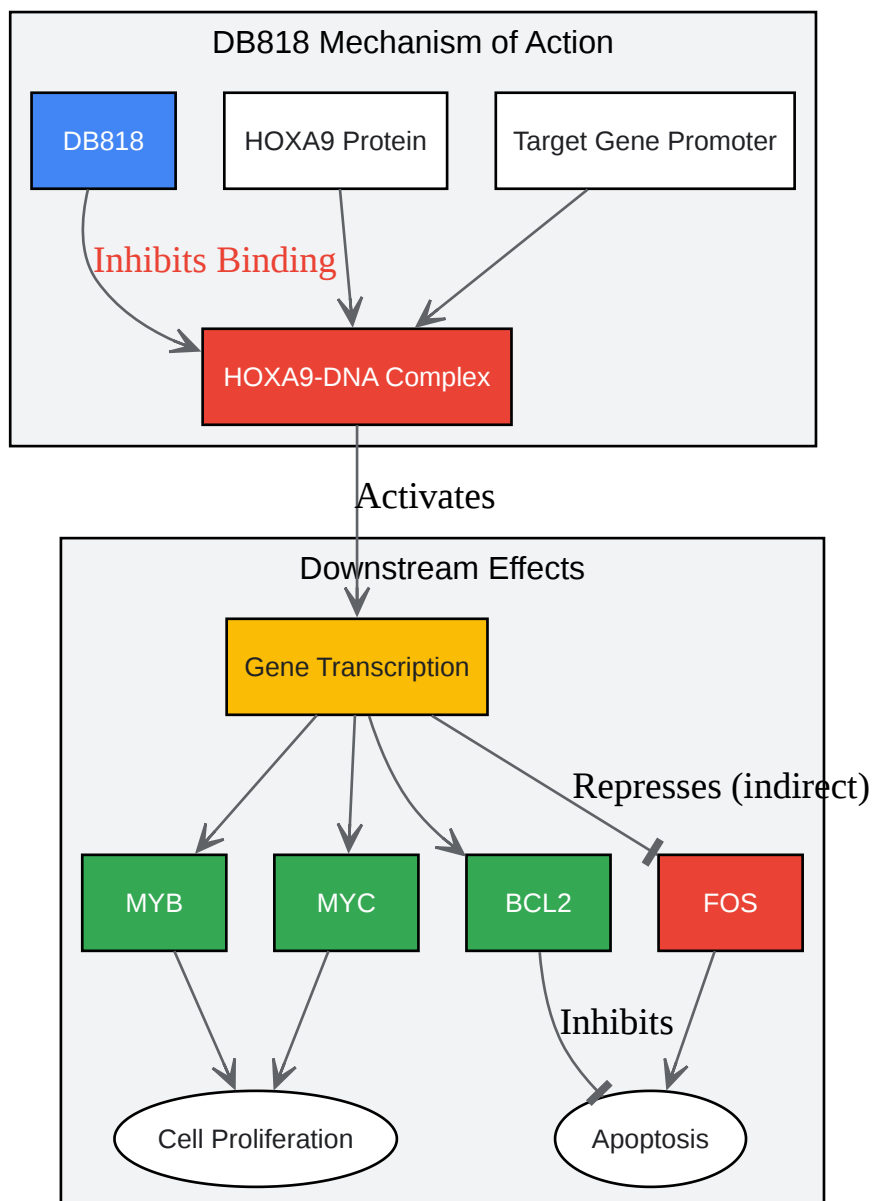 DB818 Mechanism of Action
DB818
HOXA9 Protein
Target Gene Promoter
Inhibits Binding
HOXA9-DNA Complex
Activates
Downstream Effects
Gene Transcription
Represses (indirect)
MYB
MYC
BCL2
FOS
Inhibits
Cell Proliferation
Apoptosis